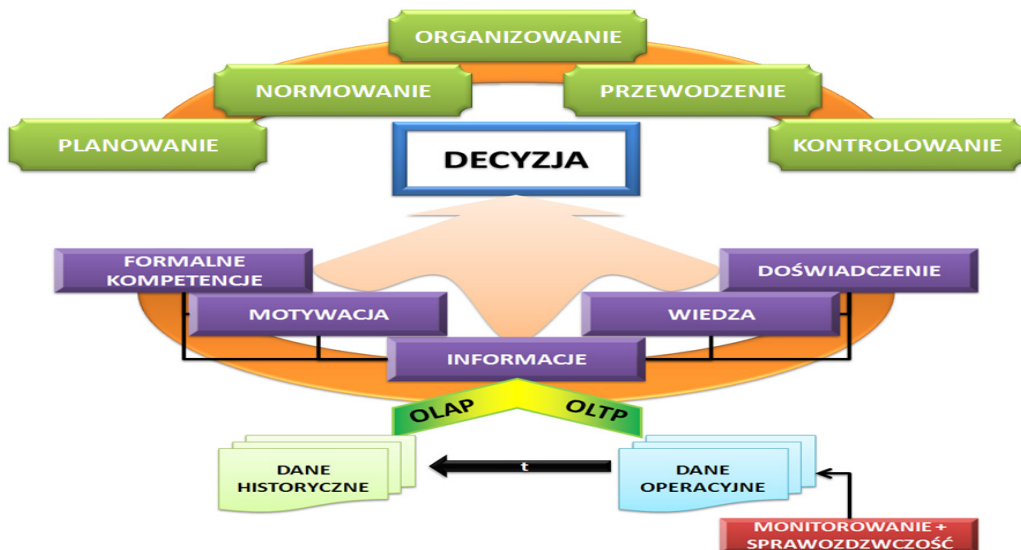 ORGANIZOWANIE
NORMOWANIE
PRZEWODZENIE
PLANOWANIE
KONTROLOWANIE
DECYZJA
FORMALNE
KOMPETENCJE
DOŚWIADCZENIE
MOTYWACJA
WIEDZA
INFORMACJE
OLAP
OLTP
DANE
HISTORYCZNE
t
DANE
OPERACYJNE
MONITOROWANIE +
SPRAWOZDZWCZOŚĆ